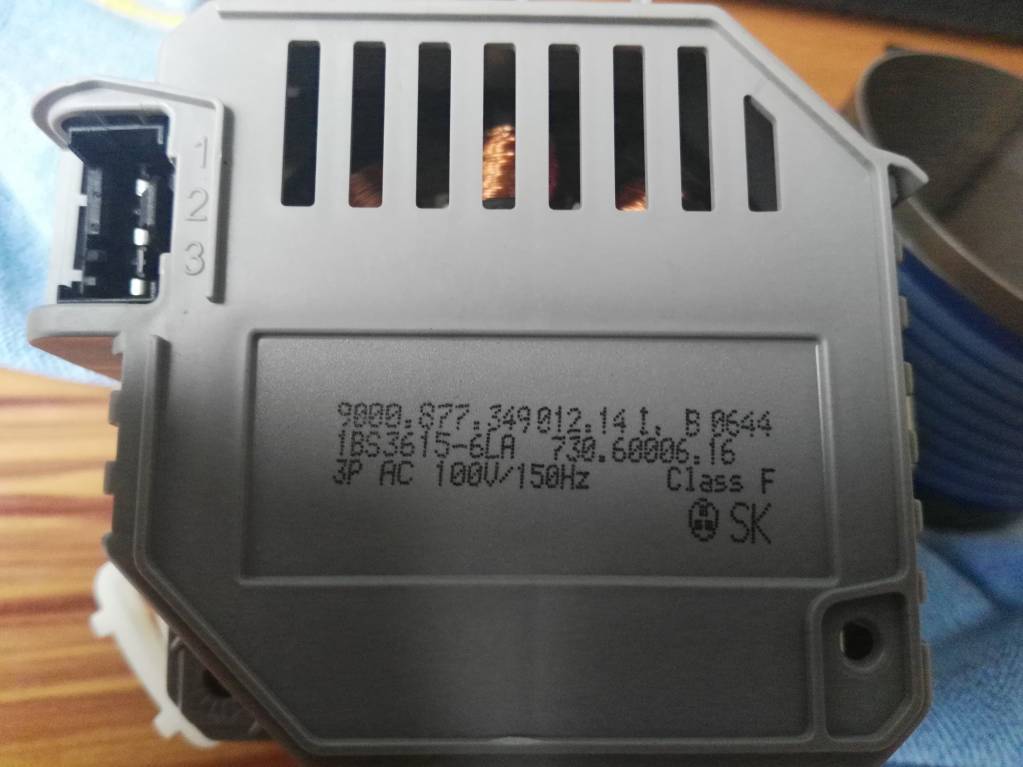 1
2
3
9000.877.349 012.14 I. B 0644
1BS3615-6LA 730.60006.16
3P AC 100V/150Hz Class F
SK